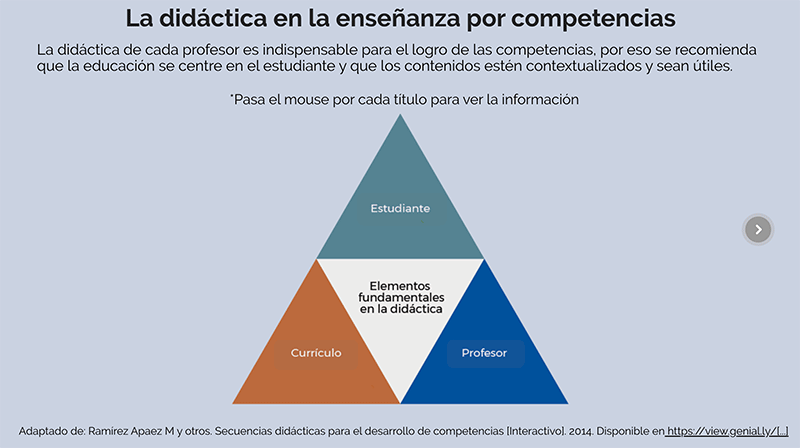 La didáctica en la enseñanza por competencias
La didáctica de cada profesor es indispensable para el logro de las competencias, por eso se recomienda
que la educación se centre en el estudiante y que los contenidos estén contextualizados y sean útiles.
*Pasa el mouse por cada título para ver la información
Estudiante
Elementos
fundamentales
en la didáctica
Currículo
Profesor
Adaptado de: Ramírez Apaez M y otros. Secuencias didácticas para el desarrollo de competencias [Interactivo]. 2014. Disponible en https://view.genial.ly/[...]